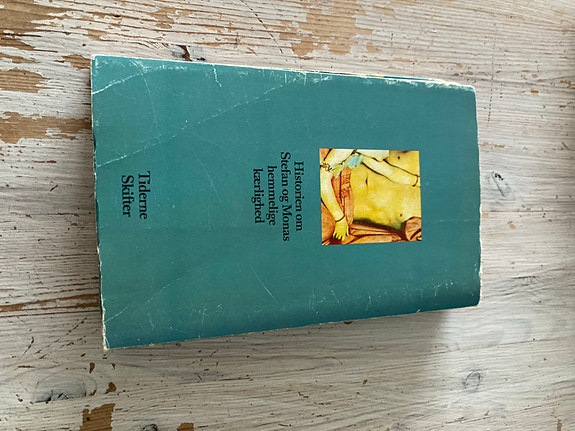 Historien om
Stefan og Monas
hemmelige
kærlighed
Tiderne
Skifter